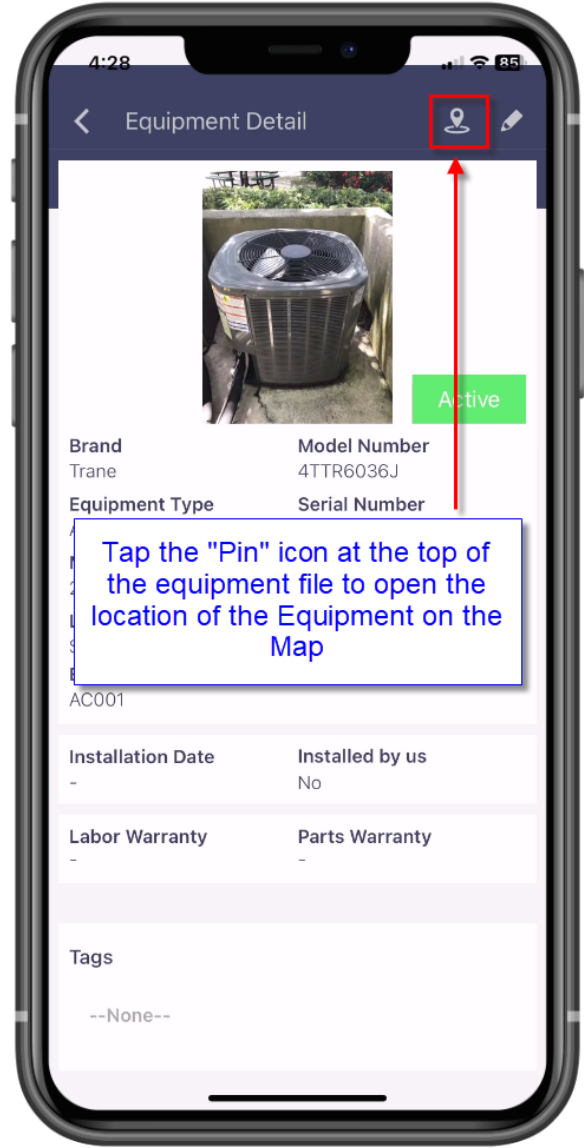 4:28
85
Equipment Detail
Active
Brand Model Number
Trane 4TTR6036J
Equipment Type Serial Number
Tap the "Pin" icon at the top of
the equipment file to open the
location of the Equipment on the
Map
AC001
Installation Date Installed by us
- No
Labor Warranty Parts Warranty
- -
Tags
--None--